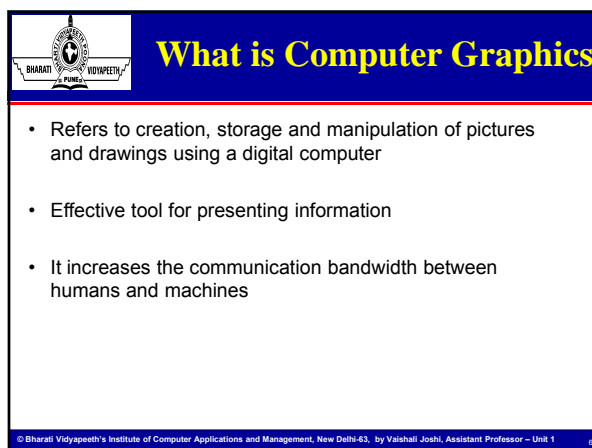 BHARATI
VIDYAPEETH
PUNE
What is Computer Graphics
• Refers to creation, storage and manipulation of pictures
and drawings using a digital computer
• Effective tool for presenting information
• It increases the communication bandwidth between
humans and machines
© Bharati Vidyapeeth's Institute of Computer Applications and Management, New Delhi-63, by Vaishali Joshi, Assistant Professor – Unit 1